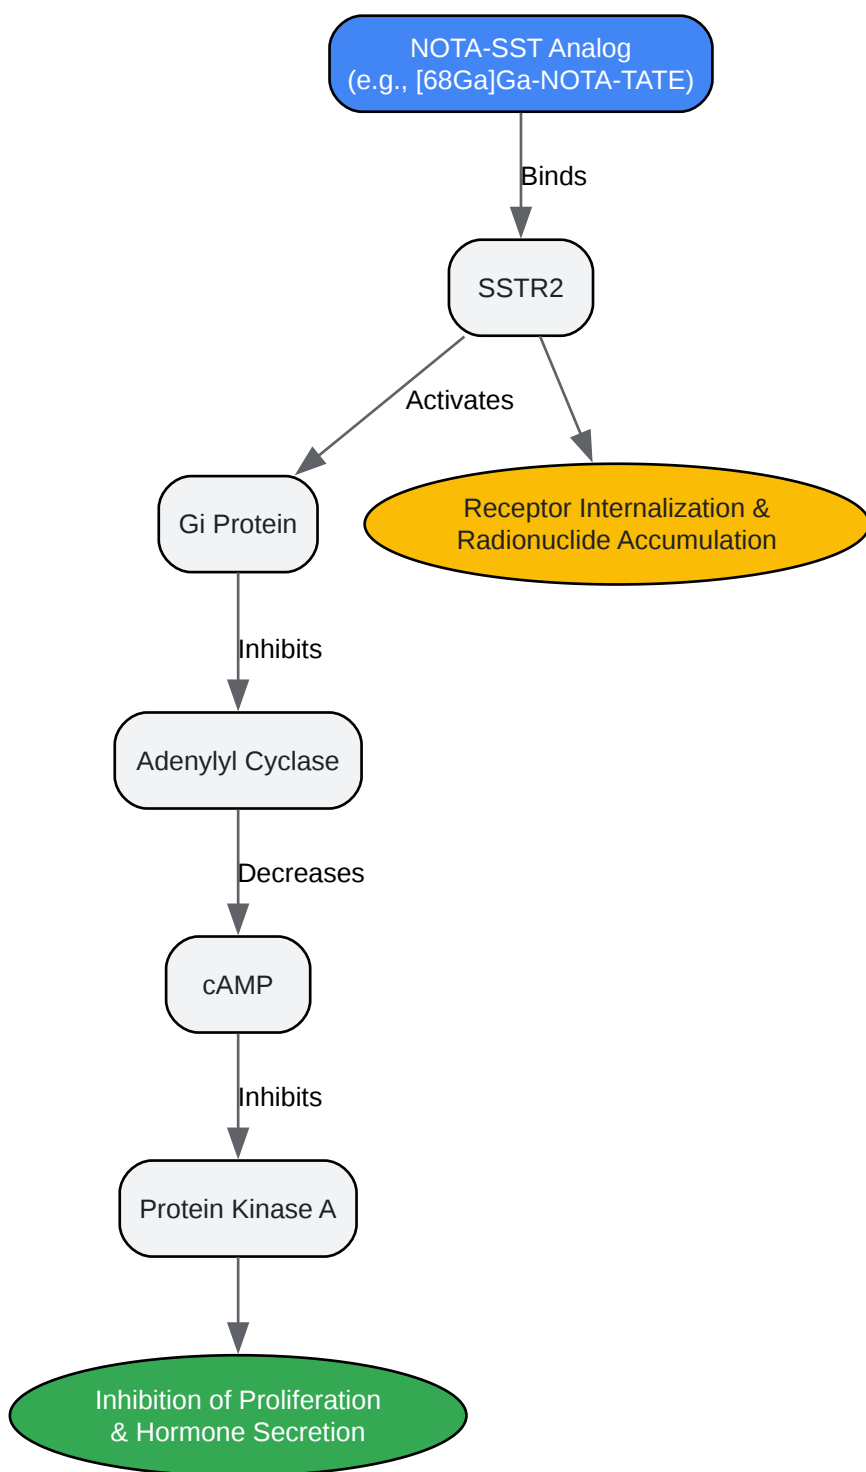 NOTA-SST Analog
(e.g., [68Ga]Ga-NOTA-TATE)
Binds
SSTR2
Activates
Gi Protein
Receptor Internalization &
Radionuclide Accumulation
Inhibits
Adenylyl Cyclase
Decreases
cAMP
Inhibits
Protein Kinase A
Inhibition of Proliferation
& Hormone Secretion